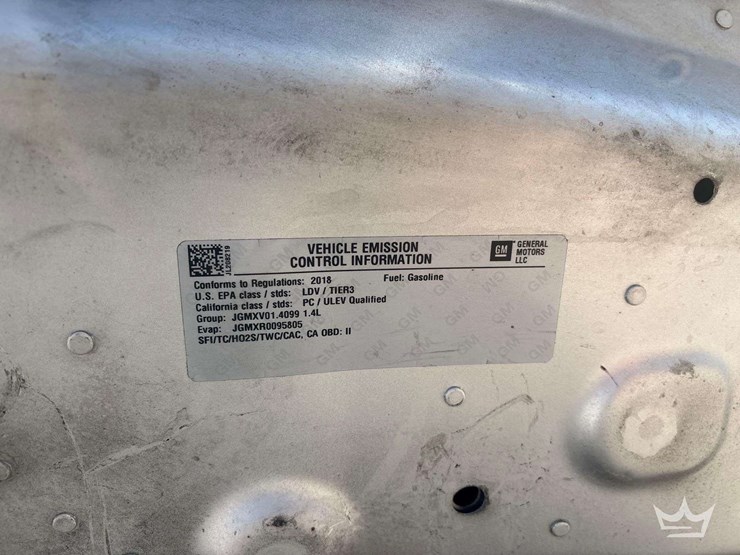 VEHICLE EMISSION
CONTROL INFORMATION
GM GENERAL
MOTORS
LLC
JL208219
Conforms to Regulations: 2018 Fuel: Gasoline
U.S. EPA class / stds: LDV / TIER3
California class / stds: PC / ULEV Qualified
Group: JGMXV01.4099 1.4L
Evap: JGMXR0095805
SFI/TC/HO2S/TWC/CAC, CA OBD: II